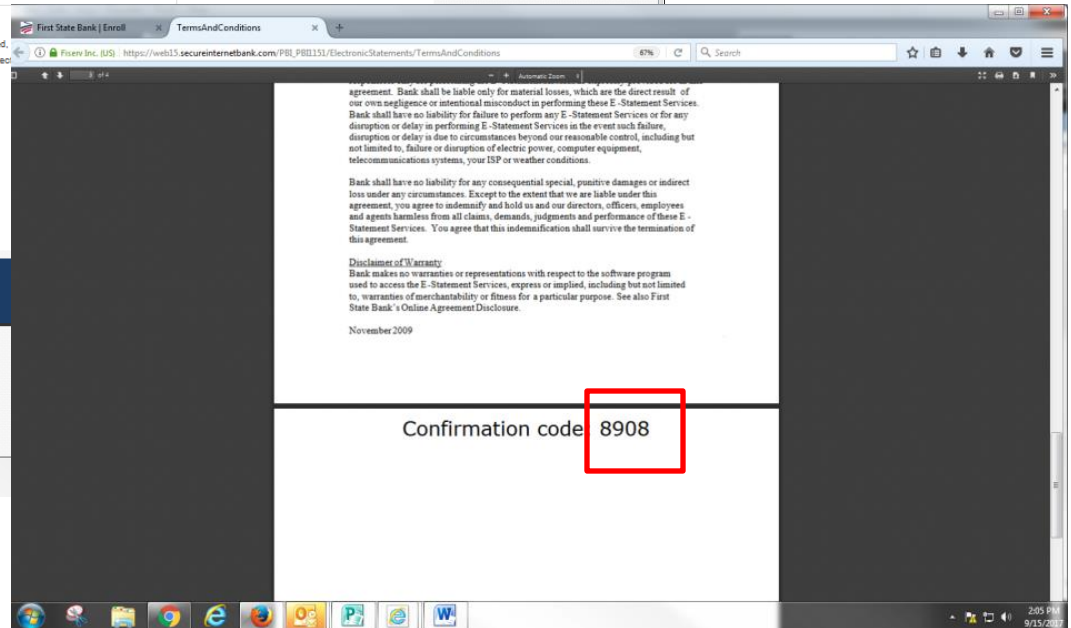 First State Bank | Enroll
TermsAndConditions
Fiserv Inc. (US)
https://web15.secureinternetbank.com/PBI_PBI1151/ElectronicStatements/TermsAndConditions
67%
Search
of 4
Automatic Zoom
agreement. Bank shall be liable only for material losses, which are the direct result of
our own negligence or intentional misconduct in performing these E -Statement Services.
Bank shall have no liability for failure to perform any E -Statement Services or for any
disruption or delay in performing E -Statement Services in the event such failure,
disruption or delay is due to circumstances beyond our reasonable control, including but
not limited to, failure or disruption of electric power, computer equipment,
telecommunications systems, your ISP or weather conditions.
Bank shall have no liability for any consequential special, punitive damages or indirect
loss under any circumstances. Except to the extent that we are liable under this
agreement, you agree to indemnify and hold us and our directors, officers, employees
and agents harmless from all claims, demands, judgments and performance of these E -
Statement Services. You agree that this indemnification shall survive the termination of
this agreement.
Disclaimer of Warranty
Bank makes no warranties or representations with respect to the software program
used to access the E-Statement Services, express or implied, including but not limited
to, warranties of merchantability or fitness for a particular purpose. See also First
State Bank's Online Agreement Disclosure.
November 2009
Confirmation code: 8908
2:05 PM
9/15/2017